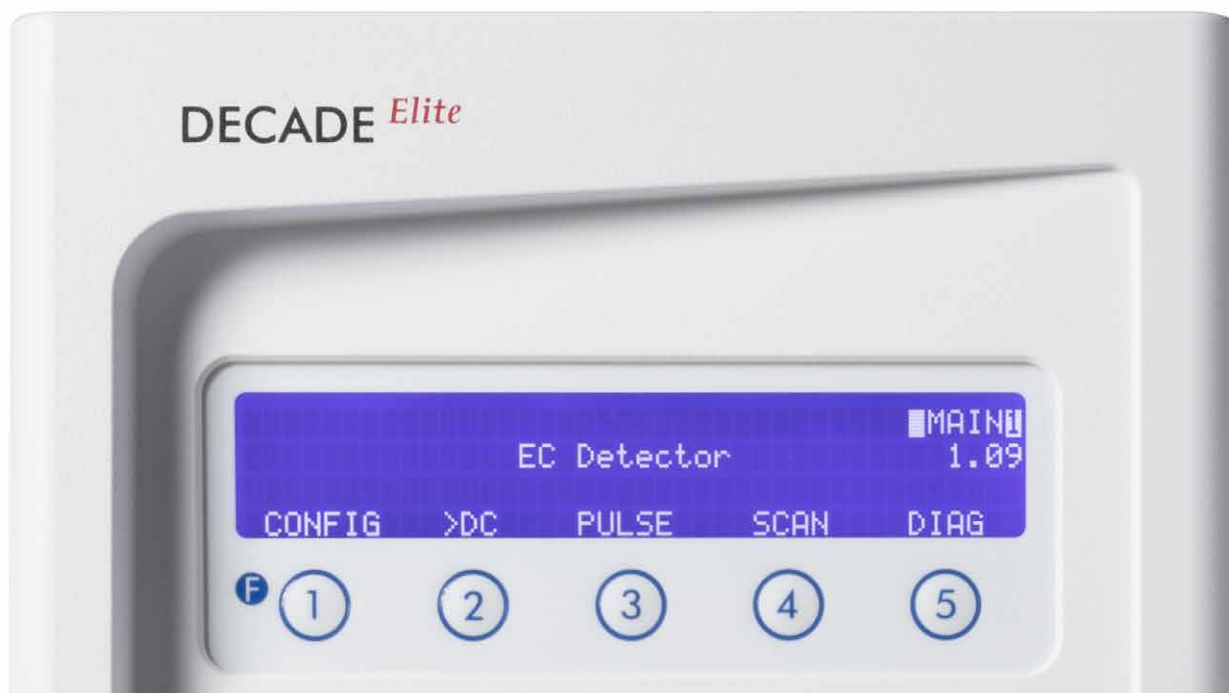 DECADE Elite
MAIN1
EC Detector 1.09
CONFIG >DC PULSE SCAN DIAG
F 1 2 3 4 5